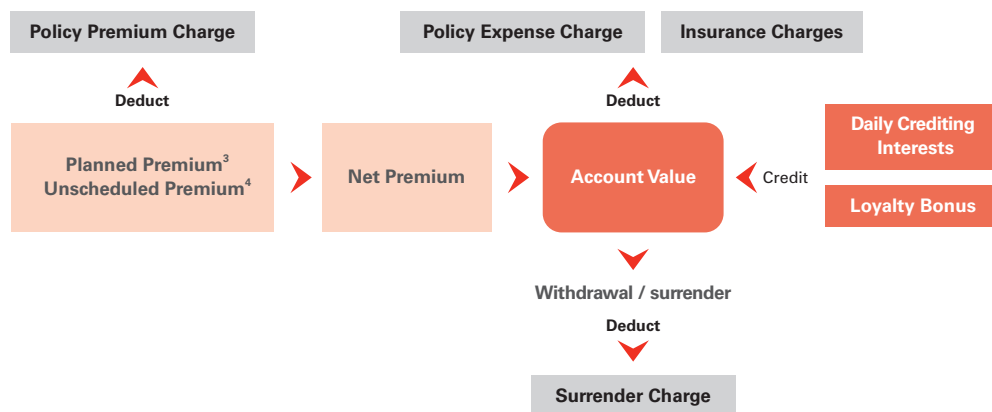 Policy Premium Charge
Policy Expense Charge
Insurance Charges
Deduct
Deduct
Planned Premium³
Unscheduled Premium⁴
Net Premium
Account Value
Credit
Daily Crediting
Interests
Loyalty Bonus
Withdrawal / surrender
Deduct
Surrender Charge